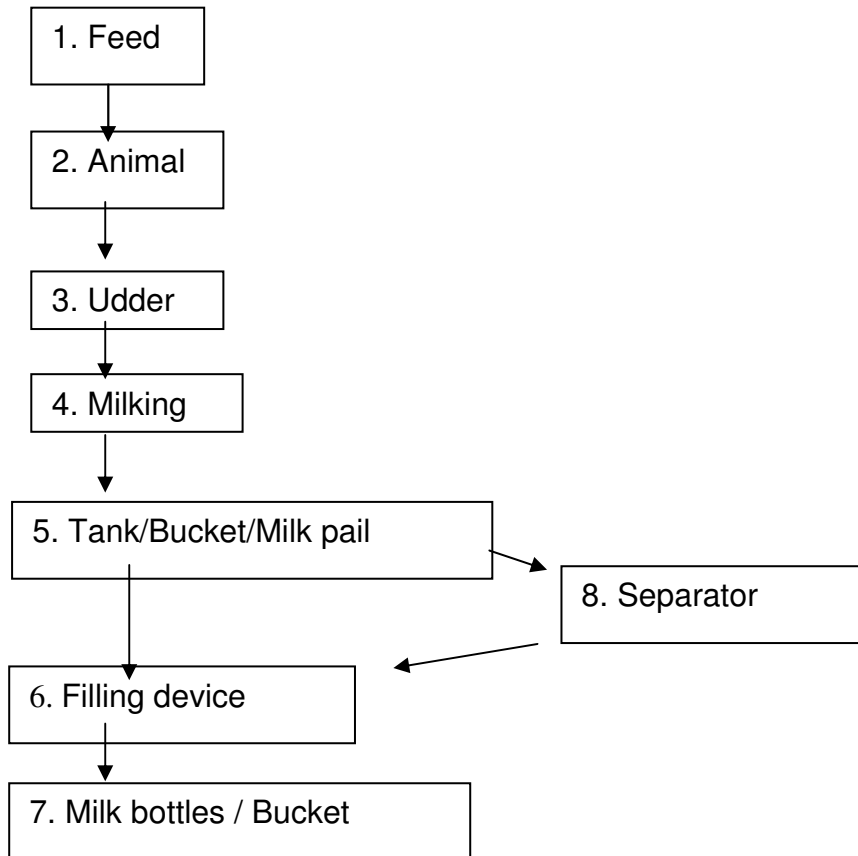 1. Feed
2. Animal
3. Udder
4. Milking
5. Tank/Bucket/Milk pail
8. Separator
6. Filling device
7. Milk bottles / Bucket